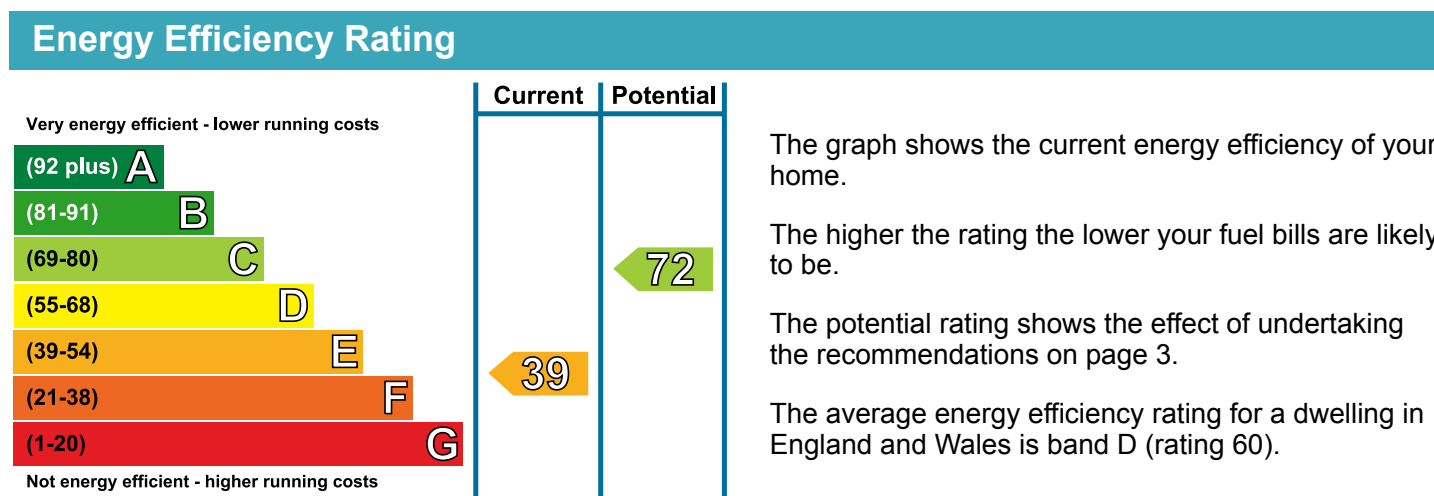 Energy Efficiency Rating
Current Potential
Very energy efficient - lower running costs
(92 plus) A
(81-91) B
(69-80) C
72
(55-68) D
(39-54) E
39
(21-38) F
(1-20) G
Not energy efficient - higher running costs
The graph shows the current energy efficiency of your
home.
The higher the rating the lower your fuel bills are likely
to be.
The potential rating shows the effect of undertaking
the recommendations on page 3.
The average energy efficiency rating for a dwelling in
England and Wales is band D (rating 60).